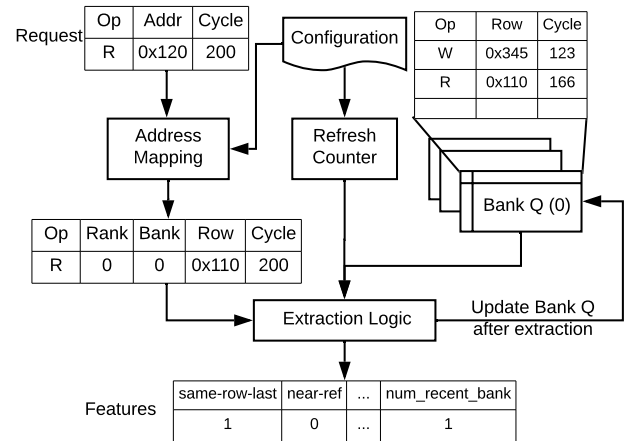 Request
Op Addr Cycle
R 0x120 200
Configuration
Op Row Cycle
W 0x345 123
R 0x110 166
Address
Mapping
Refresh
Counter
Bank Q (0)
Op Rank Bank Row Cycle
R 0 0 0x110 200
Extraction Logic
Update Bank Q
after extraction
Features
same-row-last near-ref ... num_recent_bank
1 0 ... 1